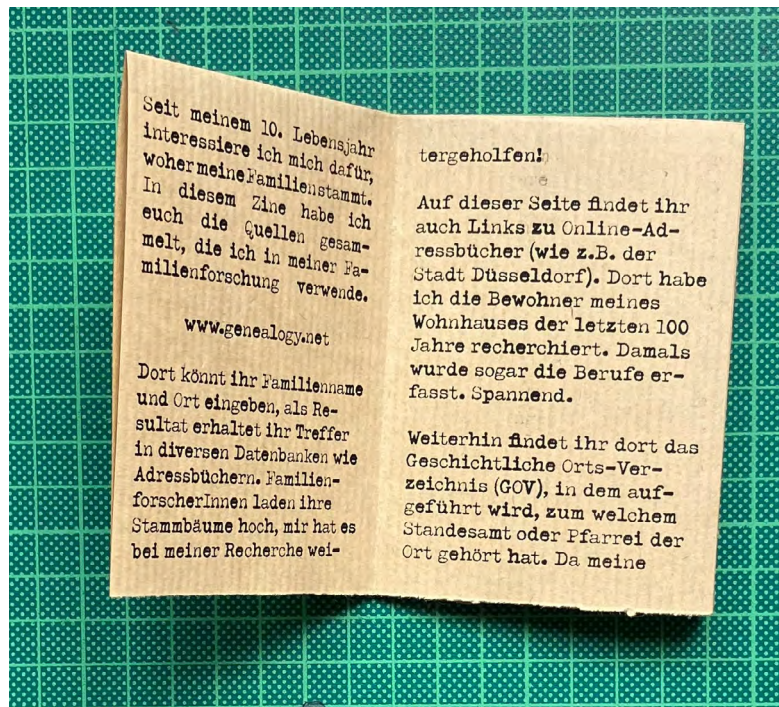 Seit meinem 10. Lebensjahr
interessiere ich mich dafür,
woher meine Familie stammt.
In diesem Zine habe ich
euch die Quellen gesam-
melt, die ich in meiner Fa-
milienforschung verwende.
www.genealogy.net
Dort könnt ihr Familienname
und Ort eingeben, als Re-
sultat erhaltet ihr Treffer
in diversen Datenbanken wie
Adressbüchern. Familien-
forscherInnen laden ihre
Stammbäume hoch, mir hat es
bei meiner Recherche wei-
tergeholfen!
Auf dieser Seite findet ihr
auch Links zu Online-Ad-
ressbücher (wie z.B. der
Stadt Düsseldorf). Dort habe
ich die Bewohner meines
Wohnhauses der letzten 100
Jahre recherchiert. Damals
wurde sogar die Berufe er-
fasst. Spannend.
Weiterhin findet ihr dort das
Geschichtliche Orts-Ver-
zeichnis (GOV), in dem auf-
geführt wird, zum welchem
Standesamt oder Pfarrei der
Ort gehört hat. Da meine